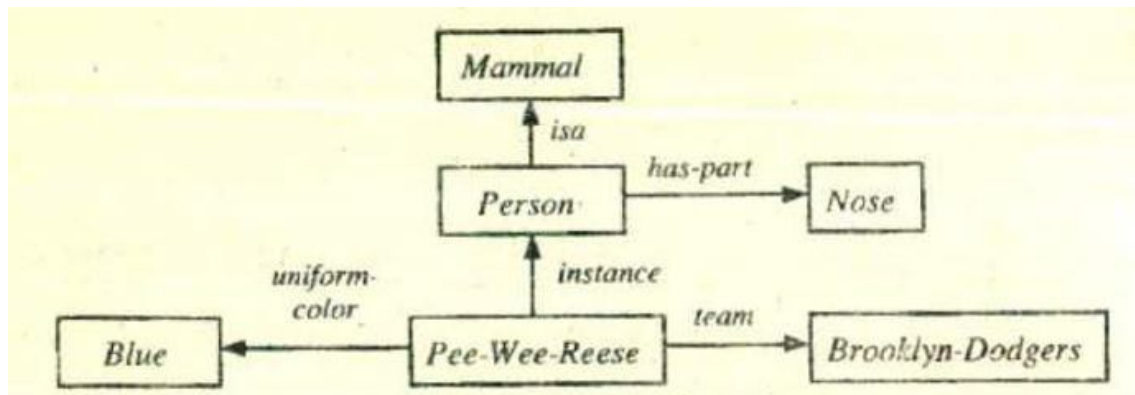 Mammal
isa
has-part
Person
Nose
uniform-
color
instance
team
Blue
Pee-Wee-Reese
Brooklyn-Dodgers